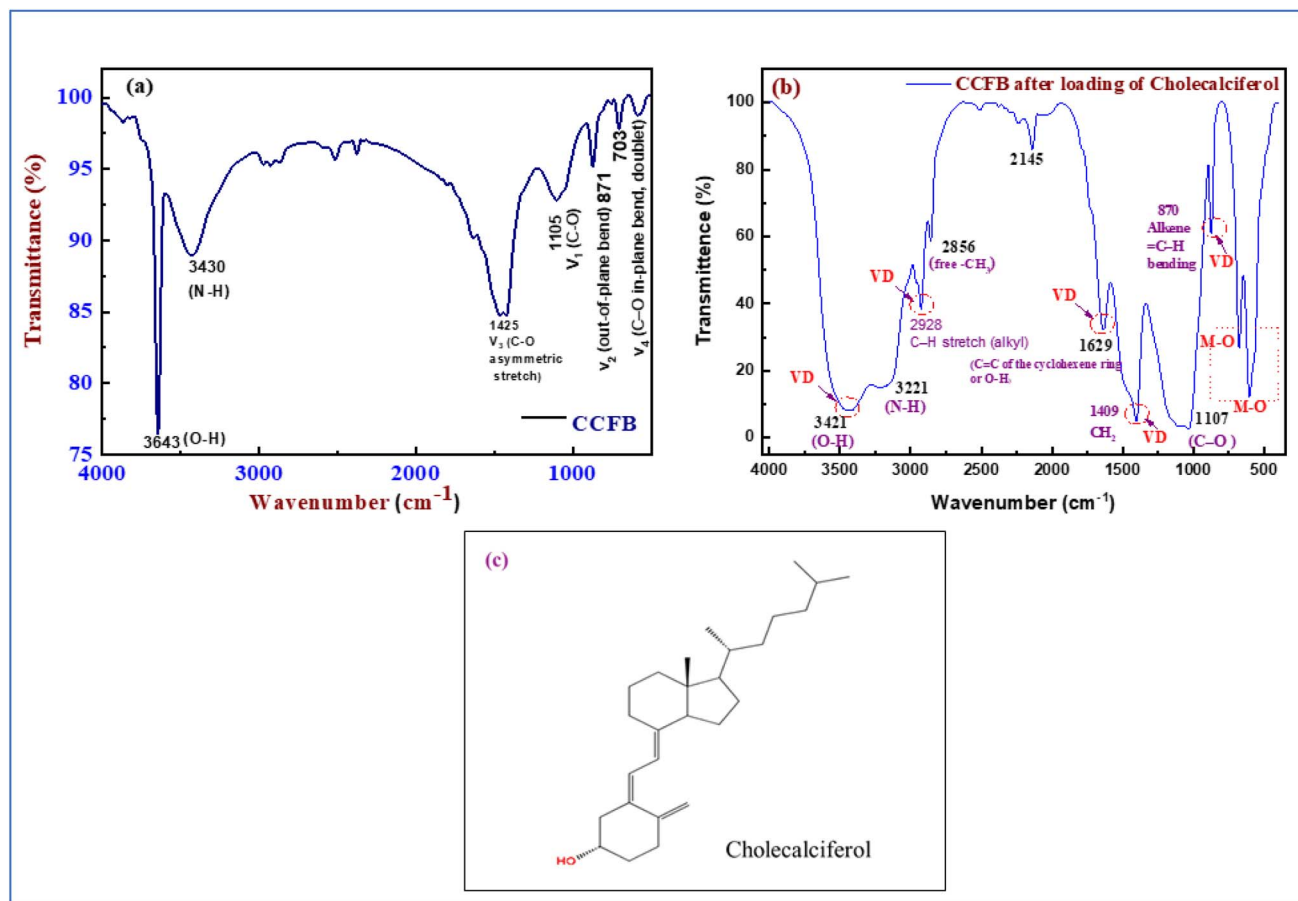 (a)
Transmittance (%)
100
95
90
85
80
75
3643 (O-H)
3430
(N -H)
1425
V₃ (C-O
asymmetric
stretch)
1105
V₁ (C-O)
v₂ (out-of-plane bend) 871
703
v₄ (C–O in-plane bend, doublet)
CCFB
4000
3000
2000
1000
Wavenumber (cm⁻¹)
(b)
CCFB after loading of Cholecalciferol
Transmittence (%)
100
80
60
40
20
0
VD
3421
(O-H)
3221
(N-H)
VD
2928
C–H stretch (alkyl)
2856
(free -CH₃)
2145
VD
1629
(C=C of the cyclohexene ring
or O-H₂
1409
CH₂
VD
1107
(C–O )
870
Alkene
=C–H
bending
VD
M-O
M-O
4000
3500
3000
2500
2000
1500
1000
500
Wavenumber (cm⁻¹)
(c)
HO
Cholecalciferol